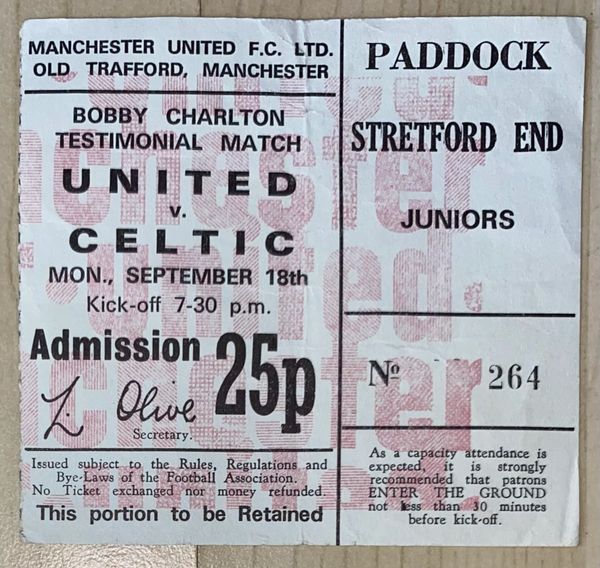 MANCHESTER UNITED F.C. LTD.
OLD TRAFFORD, MANCHESTER
BOBBY CHARLTON
TESTIMONIAL MATCH
UNITED
v.
CELTIC
MON., SEPTEMBER 18th
Kick-off 7-30 p.m.
Admission 25p
L. Olive
Secretary.
Issued subject to the Rules, Regulations and
Bye-Laws of the Football Association.
No Ticket exchanged nor money refunded.
This portion to be Retained
PADDOCK
STRETFORD END
JUNIORS
Nº 264
As a capacity attendance is
expected, it is strongly
recommended that patrons
ENTER THE GROUND
not less than 30 minutes
before kick-off.